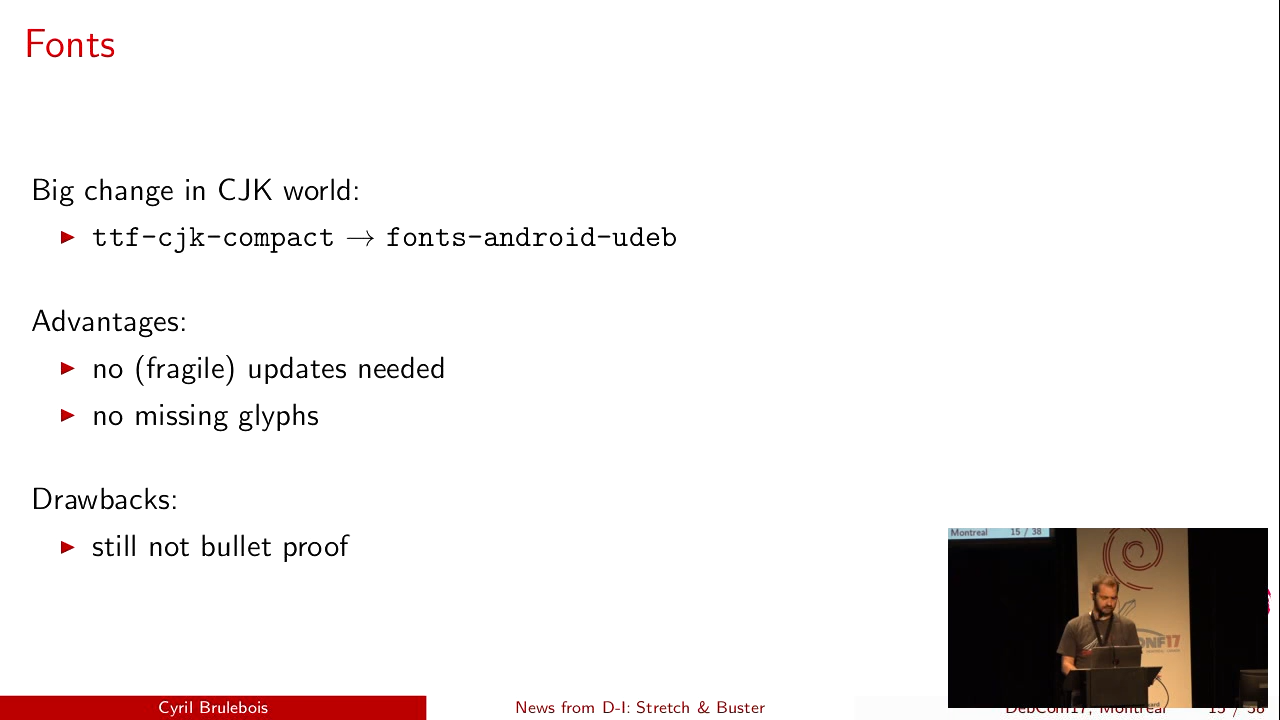 Fonts
Big change in CJK world:
ttf-cjk-compact → fonts-android-udeb
Advantages:
no (fragile) updates needed
no missing glyphs
Drawbacks:
still not bullet proof
Montreal 15 / 38
CONF17
Cyril Brulebois
News from D-I: Stretch & Buster
DebConf17, Montreal 15 / 38